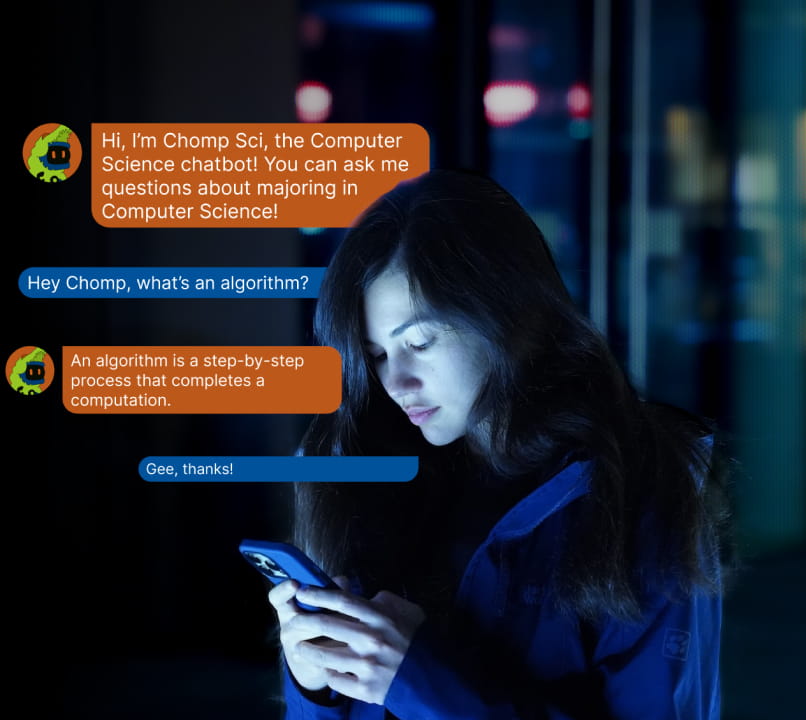 Hi, I'm Chomp Sci, the Computer
Science chatbot! You can ask me
questions about majoring in
Computer Science!
Hey Chomp, what's an algorithm?
An algorithm is a step-by-step
process that completes a
computation.
Gee, thanks!